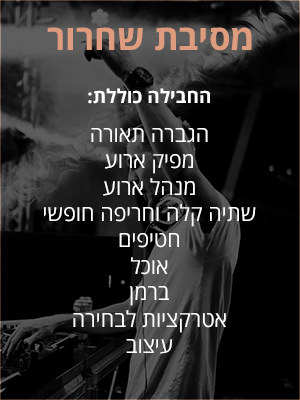 מסיבת שחרור
החבילה כוללת:
הגברה תאורה
מפיק ארוע
מנהל ארוע
שתיה קלה וחריפה חופשי
חטיפים
אוכל
ברמן
אטרקציות לבחירה
עיצוב